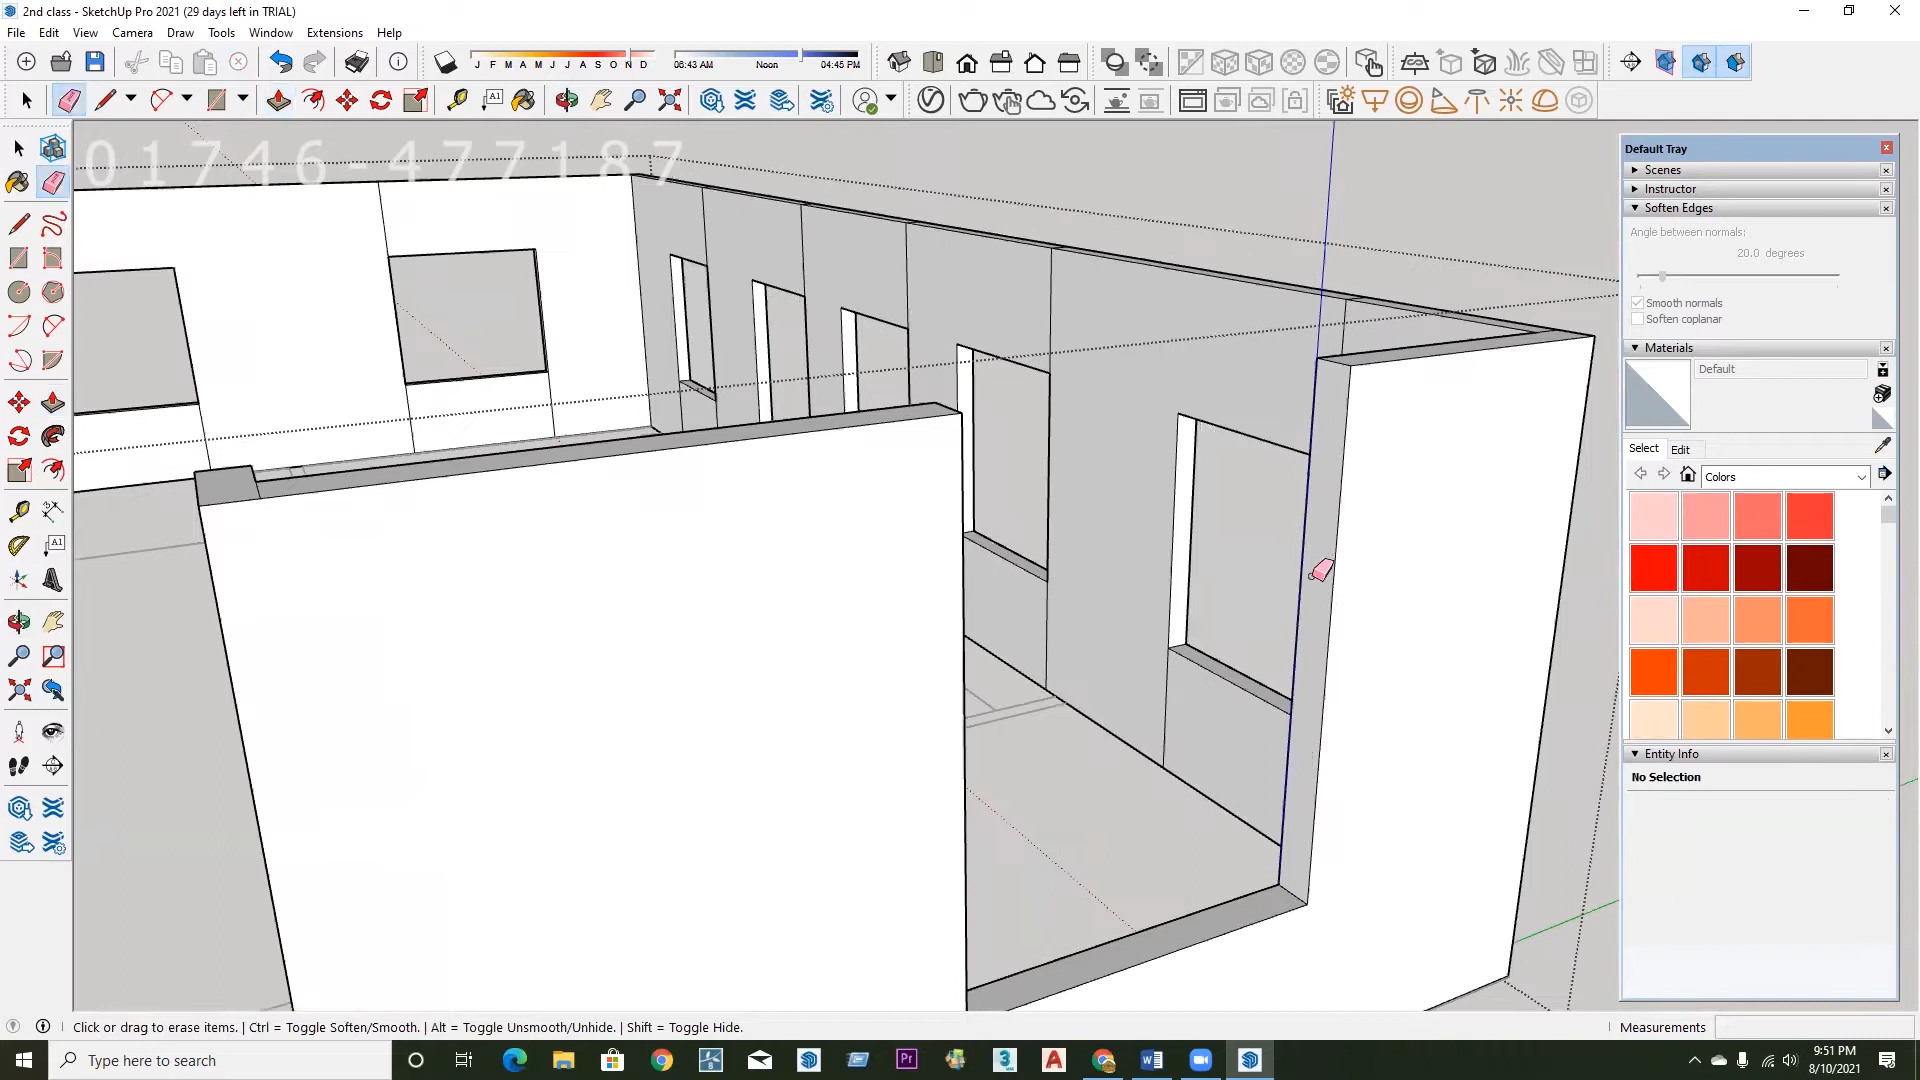 2nd class - SketchUp Pro 2021 (29 days left in TRIAL)
File Edit View Camera Draw Tools Window Extensions Help
J F M A M J J A S O N D 06:43 AM Noon 04:45 PM
A1
01746-477187
Default Tray
Scenes
Instructor
Soften Edges
Angle between normals:
20.0 degrees
Smooth normals
Soften coplanar
Materials
Default
Select Edit
Colors
A1
Entity Info
No Selection
Click or drag to erase items. | Ctrl = Toggle Soften/Smooth. | Alt = Toggle Unsmooth/Unhide. | Shift = Toggle Hide.
Measurements
Type here to search
Pr
3
A
W
9:51 PM
8/10/2021